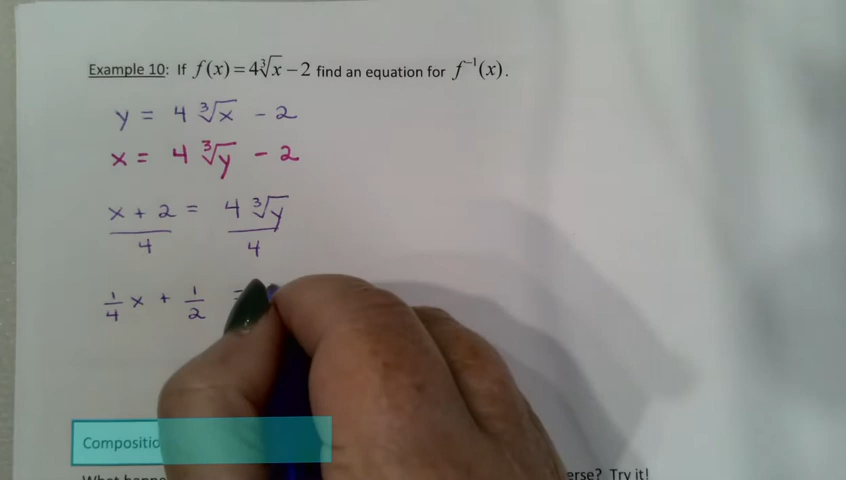 Example 10: If f(x) = 4∛x − 2 find an equation for f⁻¹(x).
y = 4 ∛x - 2
x = 4 ∛y - 2
x + 2 = 4 ∛y
4 4
1/4 x + 1/2 =
erse? Try it!